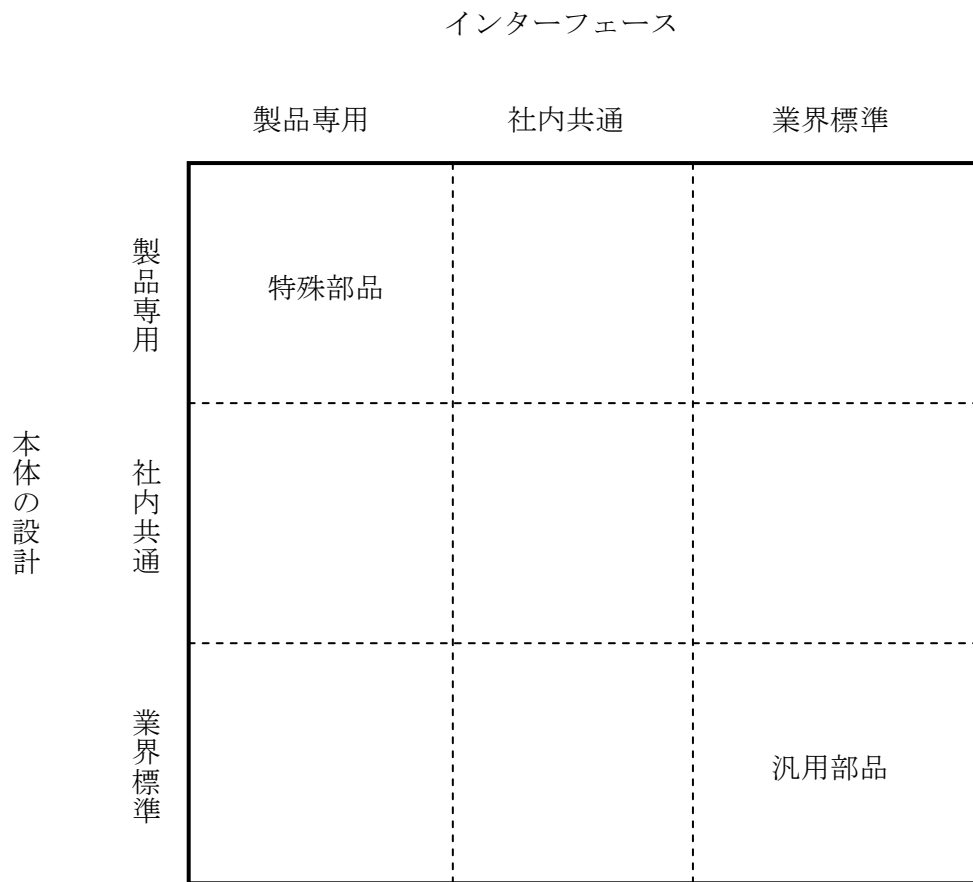 インターフェース
製品専用
社内共通
業界標準
製品専用
特殊部品
本体の設計
社内共通
業界標準
汎用部品